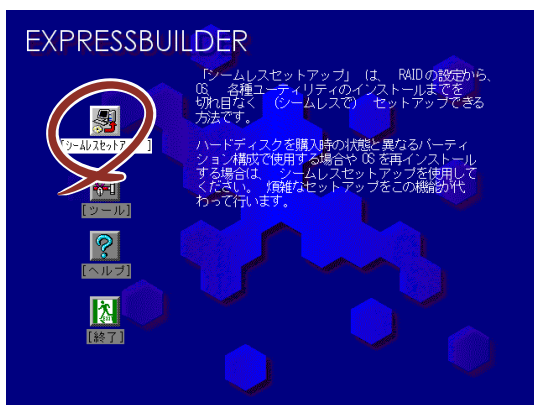 EXPRESSBUILDER
「シームレスセットアップ」 は、 RAIDの設定から、
OS、 各種ユーティリティのインストールまでを
切れ目なく （シームレスで） セットアップできる
方法です。
ハードディスクを購入時の状態と異なるパーティ
ション構成で使用する場合や OS を再インストール
する場合は、 シームレスセットアップを使用して
ください。 煩雑なセットアップをこの機能が代
わって行います。
[ツール]
[ヘルプ]
[終了]